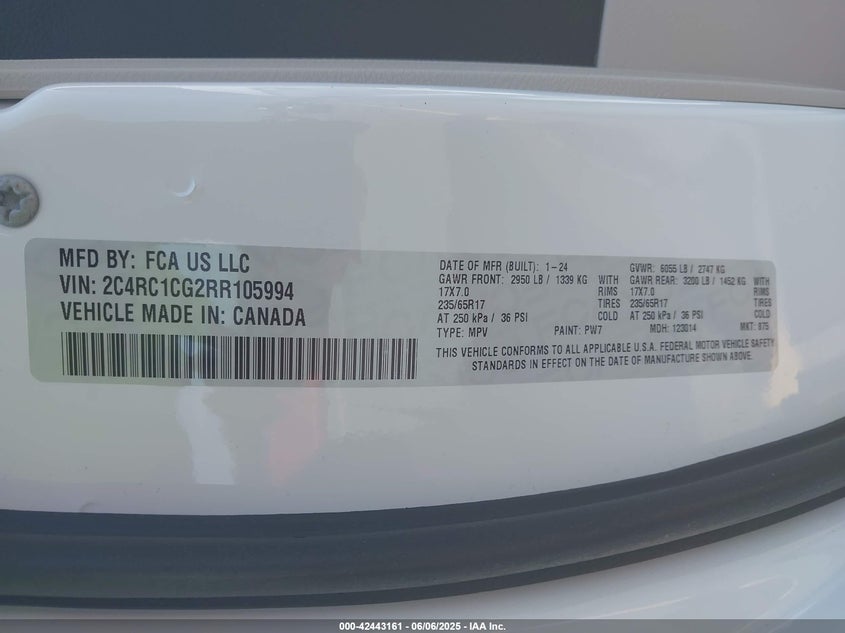 MFD BY: FCA US LLC
VIN: 2C4RC1CG2RR105994
VEHICLE MADE IN: CANADA
DATE OF MFR (BUILT): 1-24 GVWR: 6055 LB / 2747 KG
GAWR FRONT: 2950 LB / 1339 KG WITH GAWR REAR: 3200 LB / 1452 KG WITH
17X7.0 RIMS 17X7.0 RIMS
235/65R17 TIRES 235/65R17 TIRES
AT 250 kPa / 36 PSI COLD AT 250 kPa / 36 PSI COLD
TYPE: MPV PAINT: PW7 MDH: 123014 MKT: 875
THIS VEHICLE CONFORMS TO ALL APPLICABLE U.S.A. FEDERAL MOTOR VEHICLE SAFETY
STANDARDS IN EFFECT ON THE DATE OF MANUFACTURE SHOWN ABOVE.
000-42443161 - 06/06/2025 - IAA Inc.